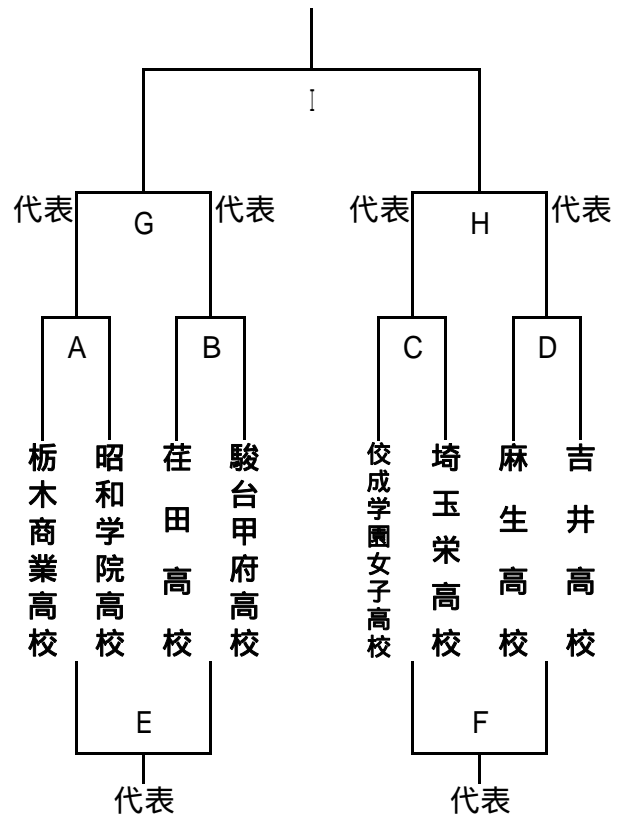 I
代表
G
代表
代表
H
代表
A
B
C
D
栃木商業高校
昭和学院高校
荏田高校
駿台甲府高校
佼成学園女子高校
埼玉栄高校
麻生高校
吉井高校
E
F
代表
代表